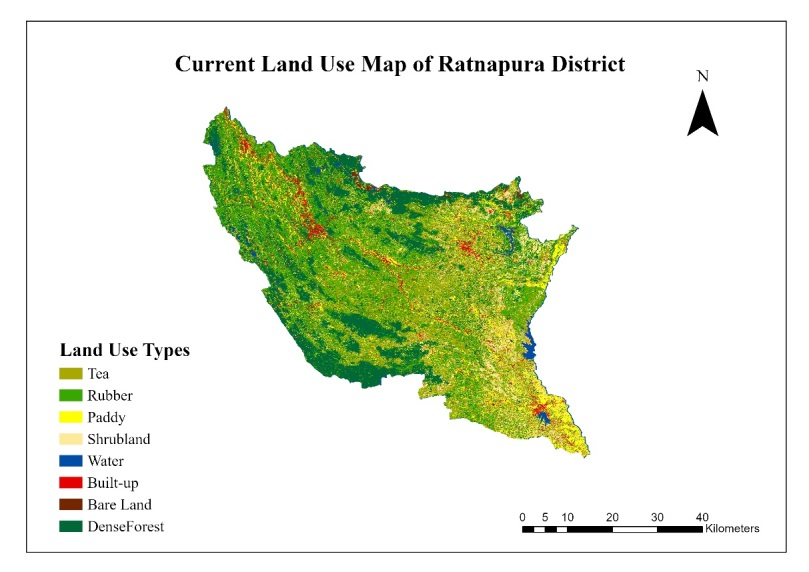 Current Land Use Map of Ratnapura District
N
Land Use Types
Tea
Rubber
Paddy
Shrubland
Water
Built-up
Bare Land
DenseForest
0 5 10 20 30 40
Kilometers